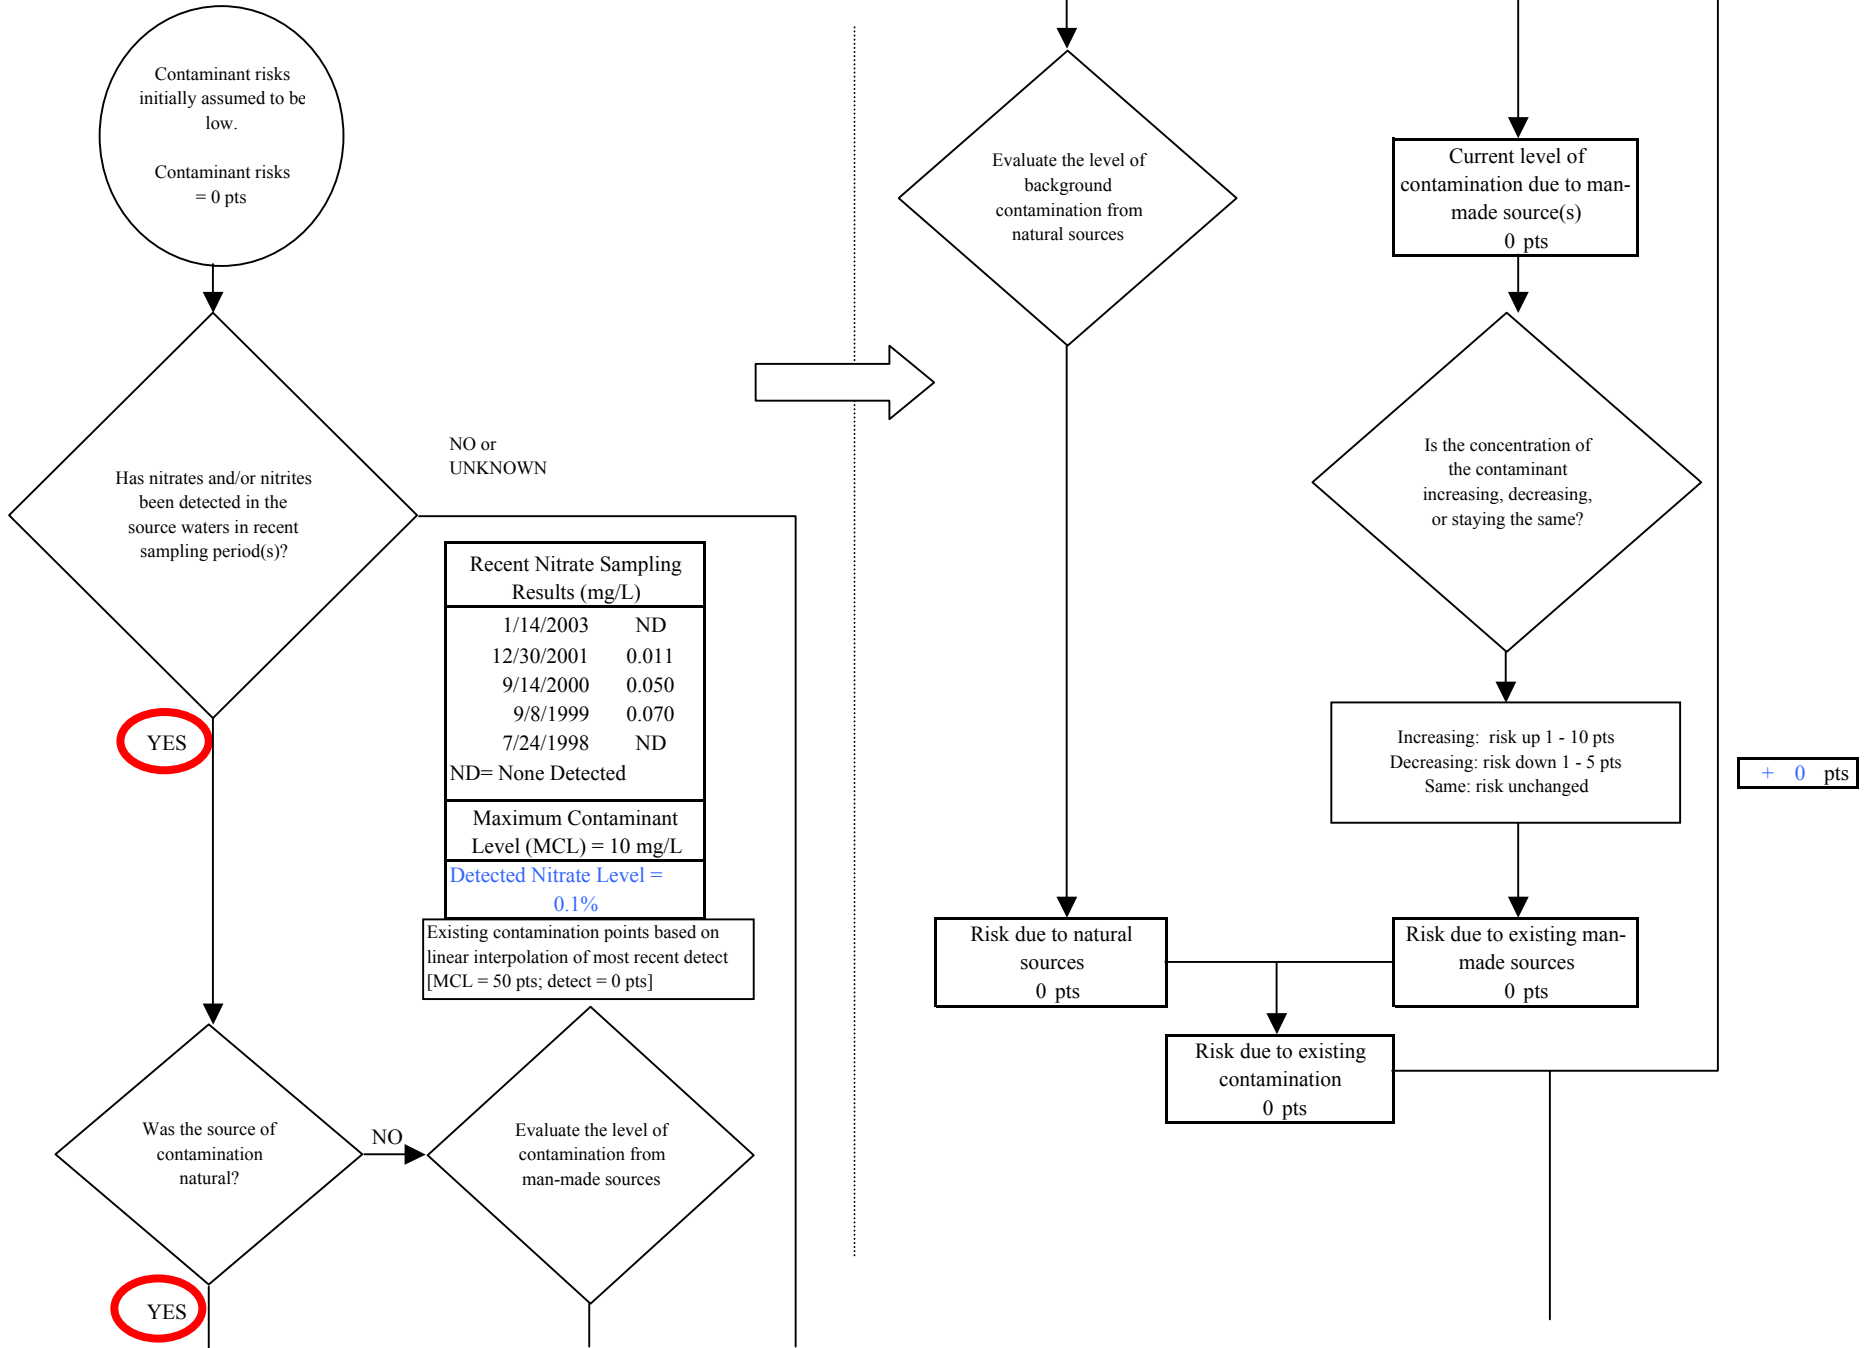 Contaminant risks
initially assumed to be
low.
Contaminant risks
= 0 pts
Has nitrates and/or nitrites
been detected in the
source waters in recent
sampling period(s)?
NO or
UNKNOWN
YES
Recent Nitrate Sampling
Results (mg/L)
1/14/2003 ND
12/30/2001 0.011
9/14/2000 0.050
9/8/1999 0.070
7/24/1998 ND
ND= None Detected
Maximum Contaminant
Level (MCL) = 10 mg/L
Detected Nitrate Level =
0.1%
Existing contamination points based on
linear interpolation of most recent detect
[MCL = 50 pts; detect = 0 pts]
Was the source of
contamination
natural?
NO
Evaluate the level of
contamination from
man-made sources
YES
Evaluate the level of
background
contamination from
natural sources
Current level of
contamination due to man-
made source(s)
0 pts
Is the concentration of
the contaminant
increasing, decreasing,
or staying the same?
Increasing: risk up 1 - 10 pts
Decreasing: risk down 1 - 5 pts
Same: risk unchanged
+ 0 pts
Risk due to natural
sources
0 pts
Risk due to existing man-
made sources
0 pts
Risk due to existing
contamination
0 pts